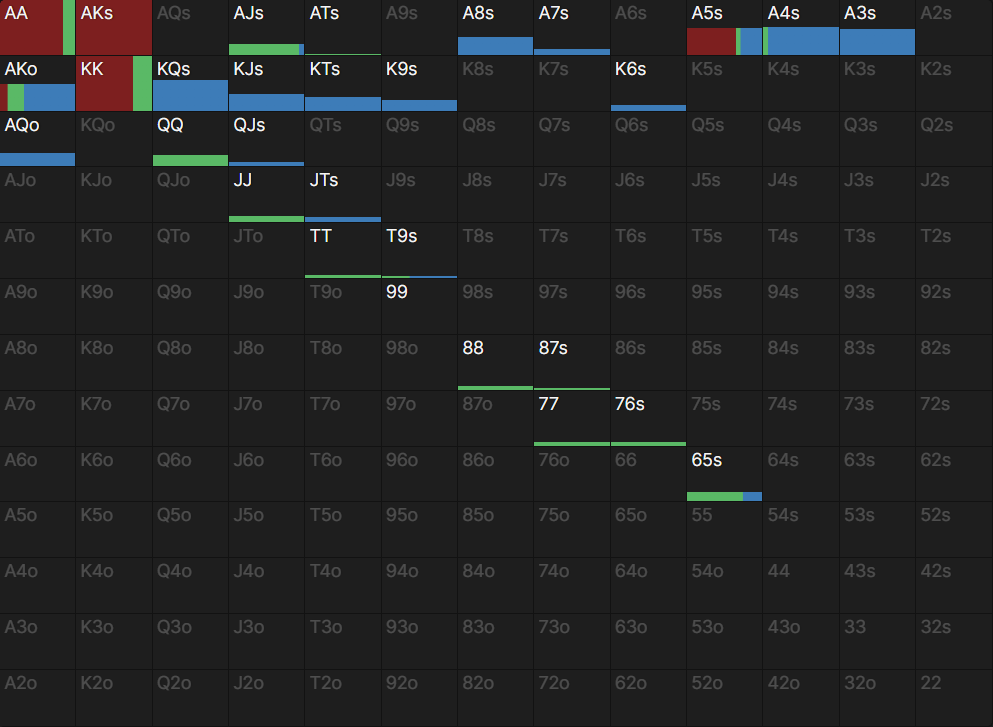 AA AKs AQs AJs ATs A9s A8s A7s A6s A5s A4s A3s A2s
AKo KK KQs KJs KTs K9s K8s K7s K6s K5s K4s K3s K2s
AQo KQo QQ QJs QTs Q9s Q8s Q7s Q6s Q5s Q4s Q3s Q2s
AJo KJo QJo JJ JTs J9s J8s J7s J6s J5s J4s J3s J2s
ATo KTo QTo JTo TT T9s T8s T7s T6s T5s T4s T3s T2s
A9o K9o Q9o J9o T9o 99 98s 97s 96s 95s 94s 93s 92s
A8o K8o Q8o J8o T8o 98o 88 87s 86s 85s 84s 83s 82s
A7o K7o Q7o J7o T7o 97o 87o 77 76s 75s 74s 73s 72s
A6o K6o Q6o J6o T6o 96o 86o 76o 66 65s 64s 63s 62s
A5o K5o Q5o J5o T5o 95o 85o 75o 65o 55 54s 53s 52s
A4o K4o Q4o J4o T4o 94o 84o 74o 64o 54o 44 43s 42s
A3o K3o Q3o J3o T3o 93o 83o 73o 63o 53o 43o 33 32s
A2o K2o Q2o J2o T2o 92o 82o 72o 62o 52o 42o 32o 22